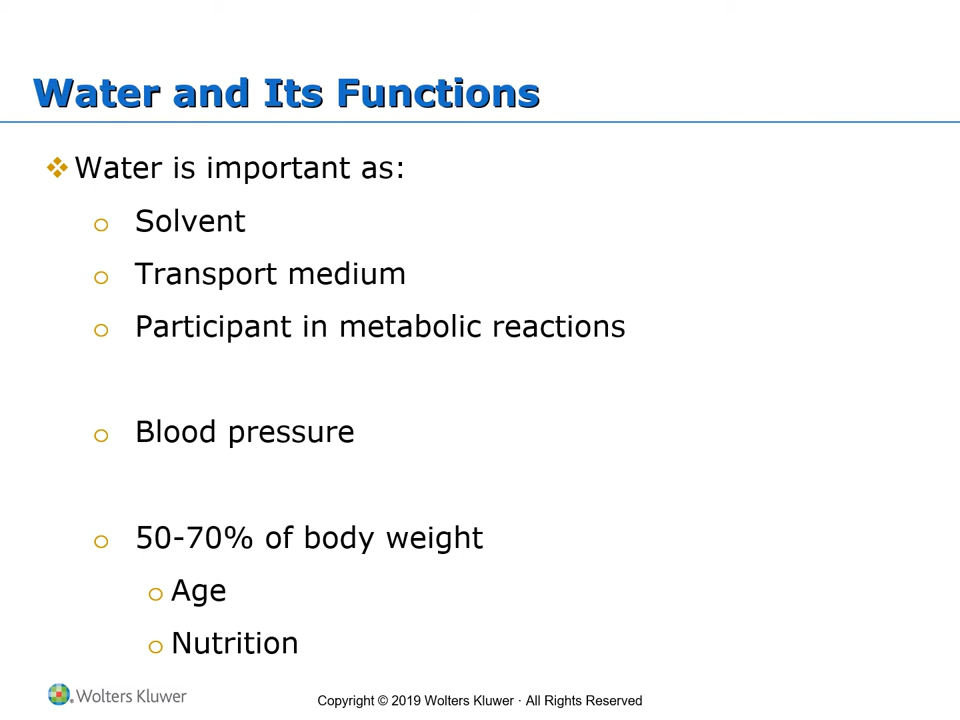 Water and Its Functions
Water is important as:
Solvent
Transport medium
Participant in metabolic reactions
Blood pressure
50-70% of body weight
Age
Nutrition
Wolters Kluwer
Copyright © 2019 Wolters Kluwer · All Rights Reserved